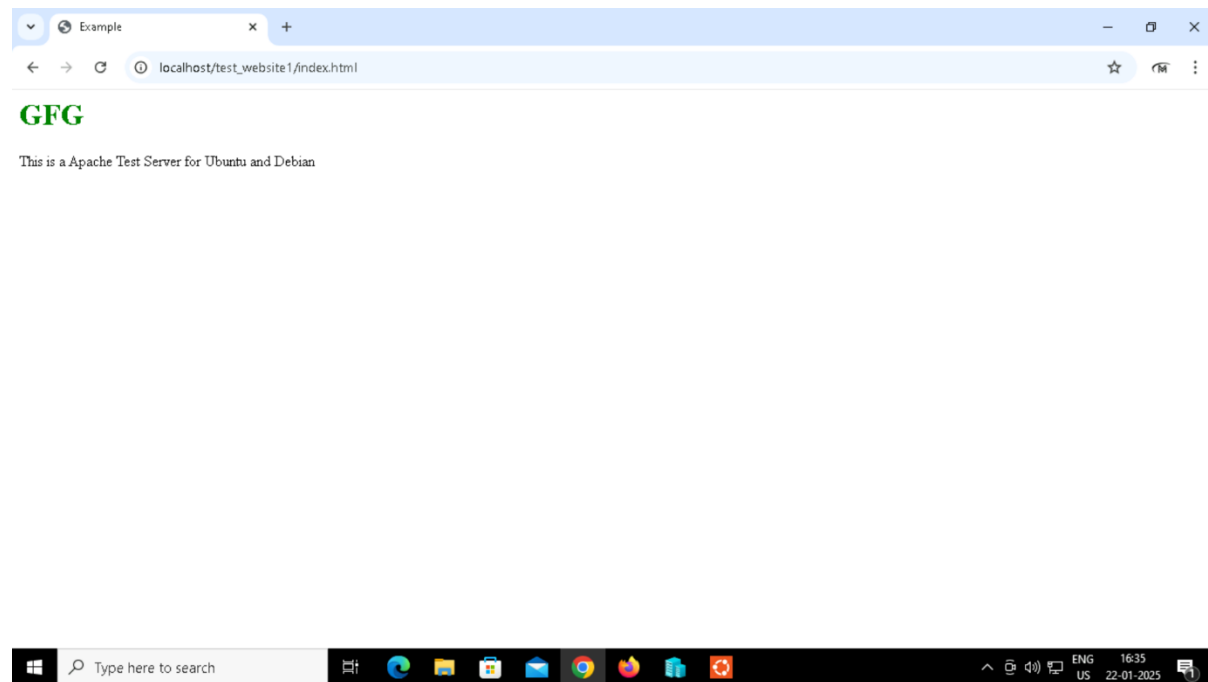 Example
localhost/test_website1/index.html
GFG
This is a Apache Test Server for Ubuntu and Debian
Type here to search
ENG
US
16:35
22-01-2025
1